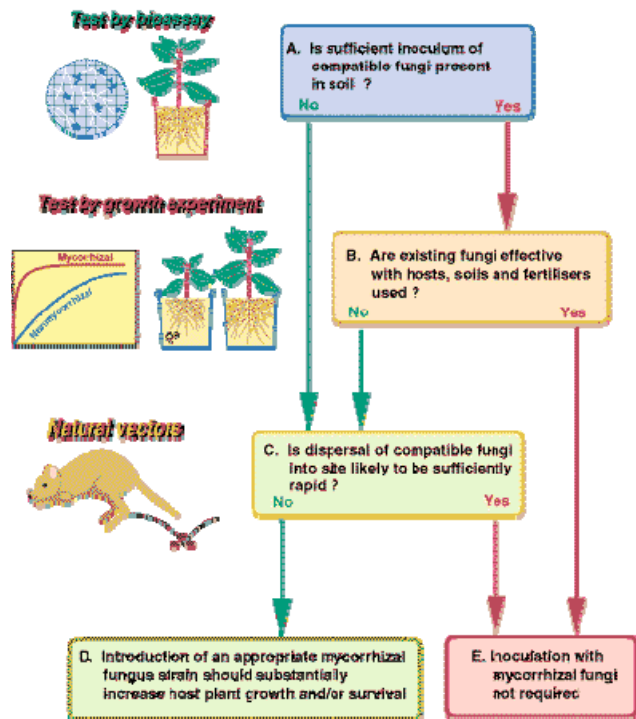 Test by bioassay
A. Is sufficient inoculum of
compatible fungi present
in soil ?
No Yes
Test by growth experiment
Mycorrhizal
Nonmycorrhizal
B. Are existing fungi effective
with hosts, soils and fertilisers
used ?
No Yes
Natural vectors
C. Is dispersal of compatible fungi
into site likely to be sufficiently
rapid ?
No Yes
D. Introduction of an appropriate mycorrhizal
fungus strain should substantially
increase host plant growth and/or survival
E. Inoculation with
mycorrhizal fungi
not required